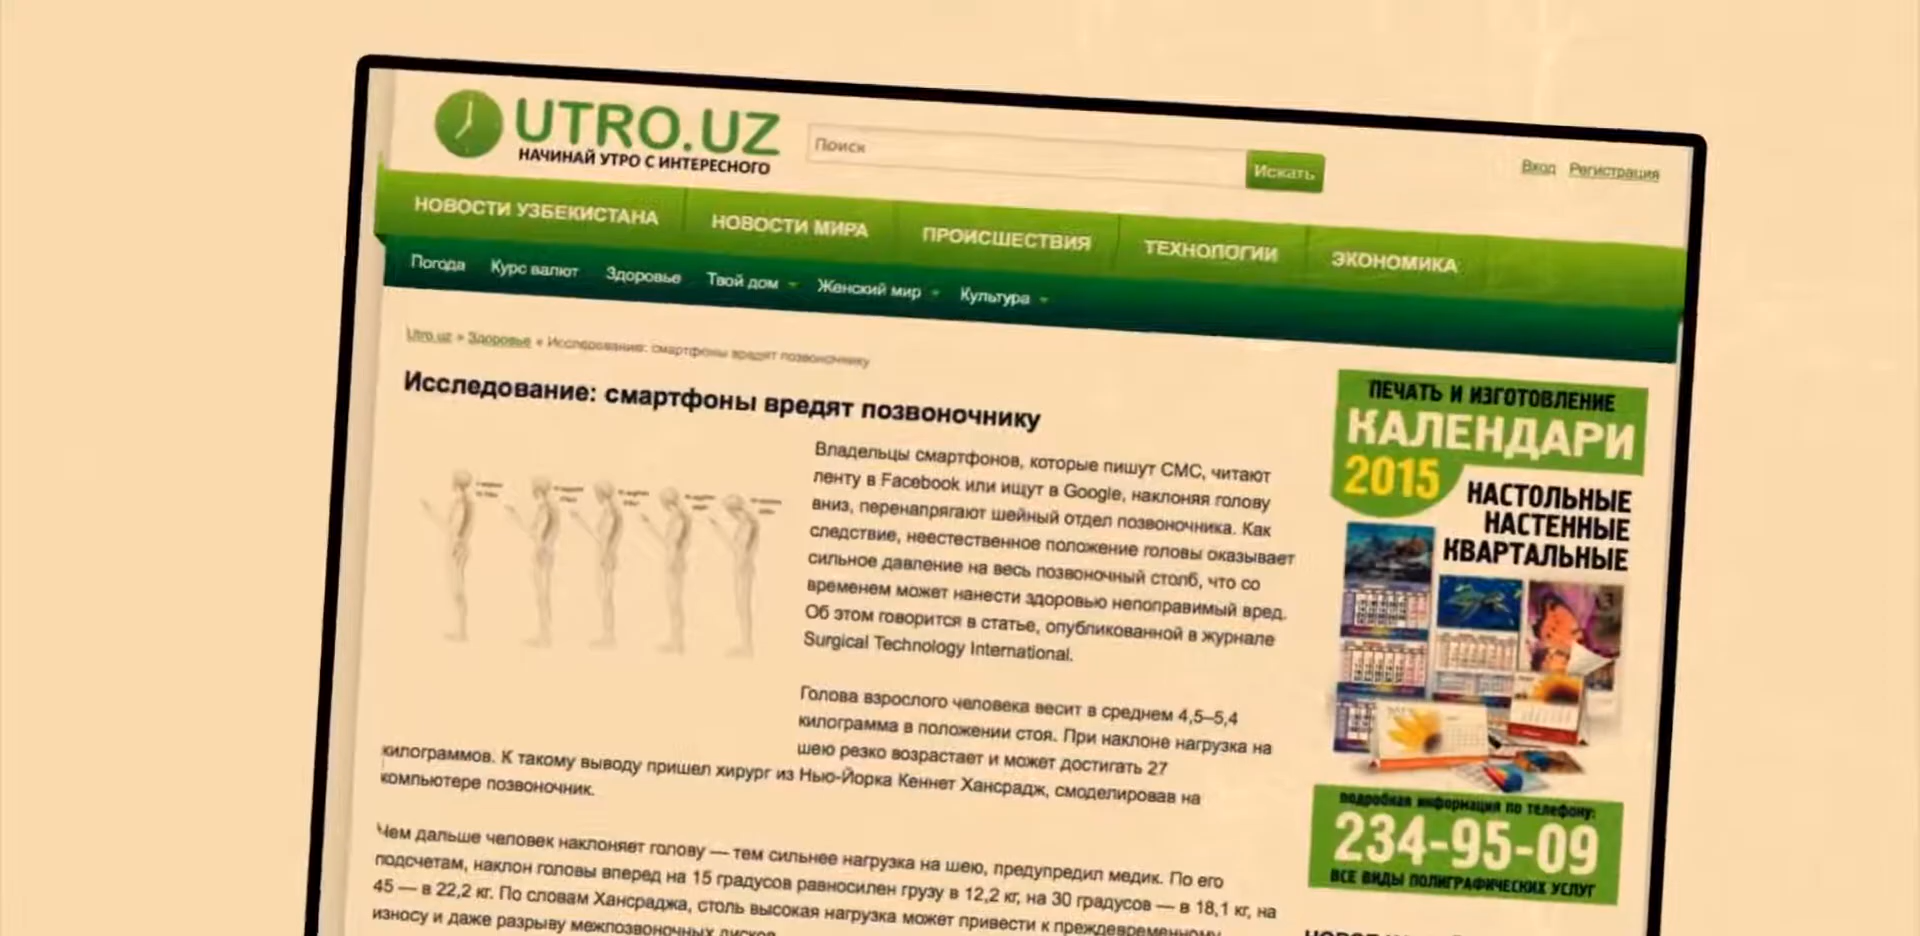 UTRO.UZ
НАЧИНАЙ УТРО С ИНТЕРЕСНОГО
Поиск
Искать
Вход Регистрация
НОВОСТИ УЗБЕКИСТАНА НОВОСТИ МИРА ПРОИСШЕСТВИЯ ТЕХНОЛОГИИ ЭКОНОМИКА
Погода Курс валют Здоровье Твой дом Женский мир Культура
Utro.uz » Здоровье » Исследование: смартфоны вредят позвоночнику
Исследование: смартфоны вредят позвоночнику
Владельцы смартфонов, которые пишут СМС, читают
ленту в Facebook или ищут в Google, наклоняя голову
вниз, перенапрягают шейный отдел позвоночника. Как
следствие, неестественное положение головы оказывает
сильное давление на весь позвоночный столб, что со
временем может нанести здоровью непоправимый вред.
Об этом говорится в статье, опубликованной в журнале
Surgical Technology International.
Голова взрослого человека весит в среднем 4,5–5,4
килограмма в положении стоя. При наклоне нагрузка на
шею резко возрастает и может достигать 27
килограммов. К такому выводу пришел хирург из Нью-Йорка Кеннет Хансрадж, смоделировав на
компьютере позвоночник.
Чем дальше человек наклоняет голову — тем сильнее нагрузка на шею, предупредил медик. По его
подсчетам, наклон головы вперед на 15 градусов равносилен грузу в 12,2 кг, на 30 градусов — в 18,1 кг, на
45 — в 22,2 кг. По словам Хансраджа, столь высокая нагрузка может привести к преждевременному
износу и даже разрыву межпозвоночных дисков
ПЕЧАТЬ И ИЗГОТОВЛЕНИЕ
КАЛЕНДАРИ
2015
НАСТОЛЬНЫЕ
НАСТЕННЫЕ
КВАРТАЛЬНЫЕ
подробная информация по телефону:
234-95-09
ВСЕ ВИДЫ ПОЛИГРАФИЧЕСКИХ УСЛУГ